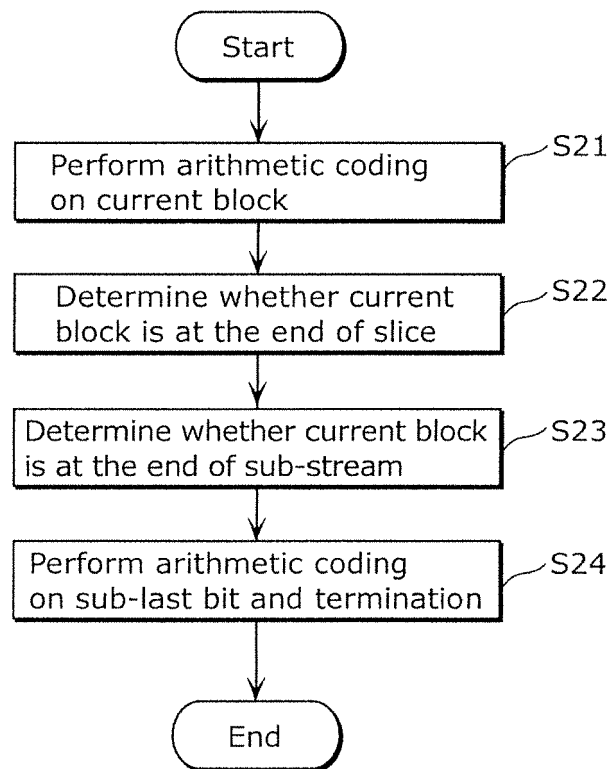 Start
Perform arithmetic coding
on current block
S21
Determine whether current
block is at the end of slice
S22
Determine whether current block
is at the end of sub-stream
S23
Perform arithmetic coding
on sub-last bit and termination
S24
End